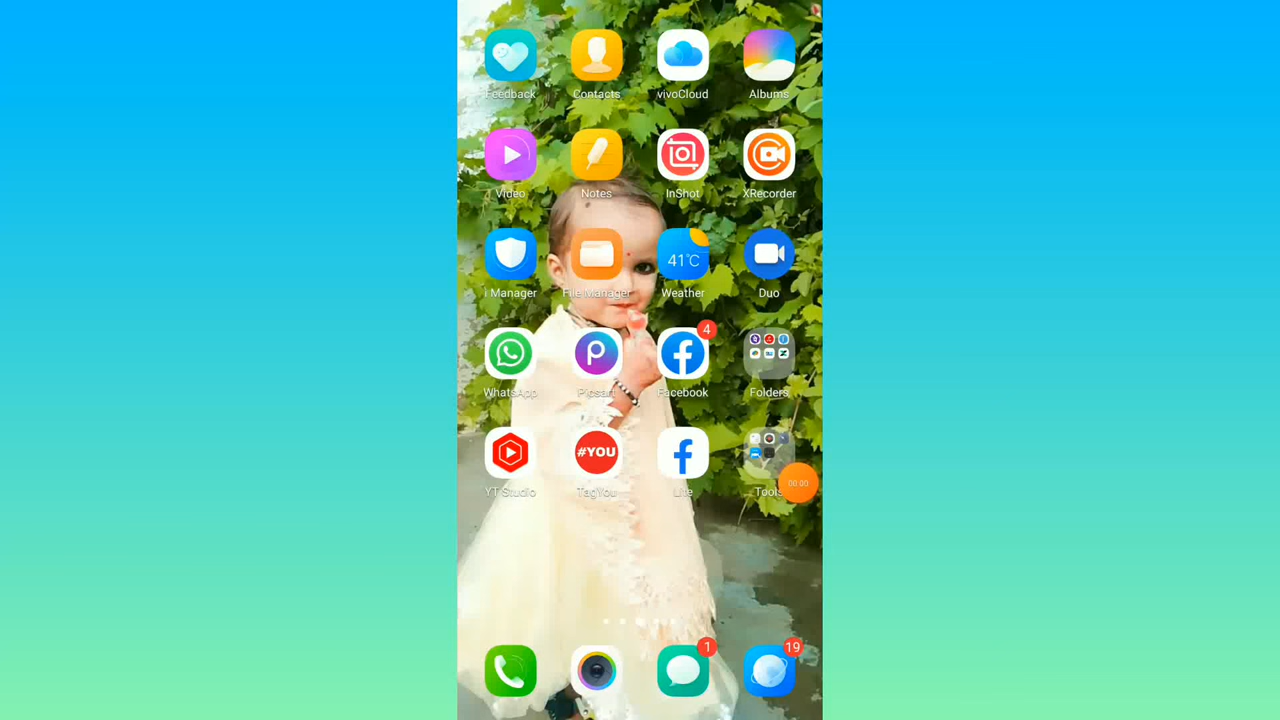 Feedback Contacts vivoCloud Albums
Video Notes InShot XRecorder
41°C
i Manager File Manager Weather Duo
4
WhatsApp Picsart Facebook Folders
#YOU
00:00
YT Studio TagYou Lite Tools
1 19